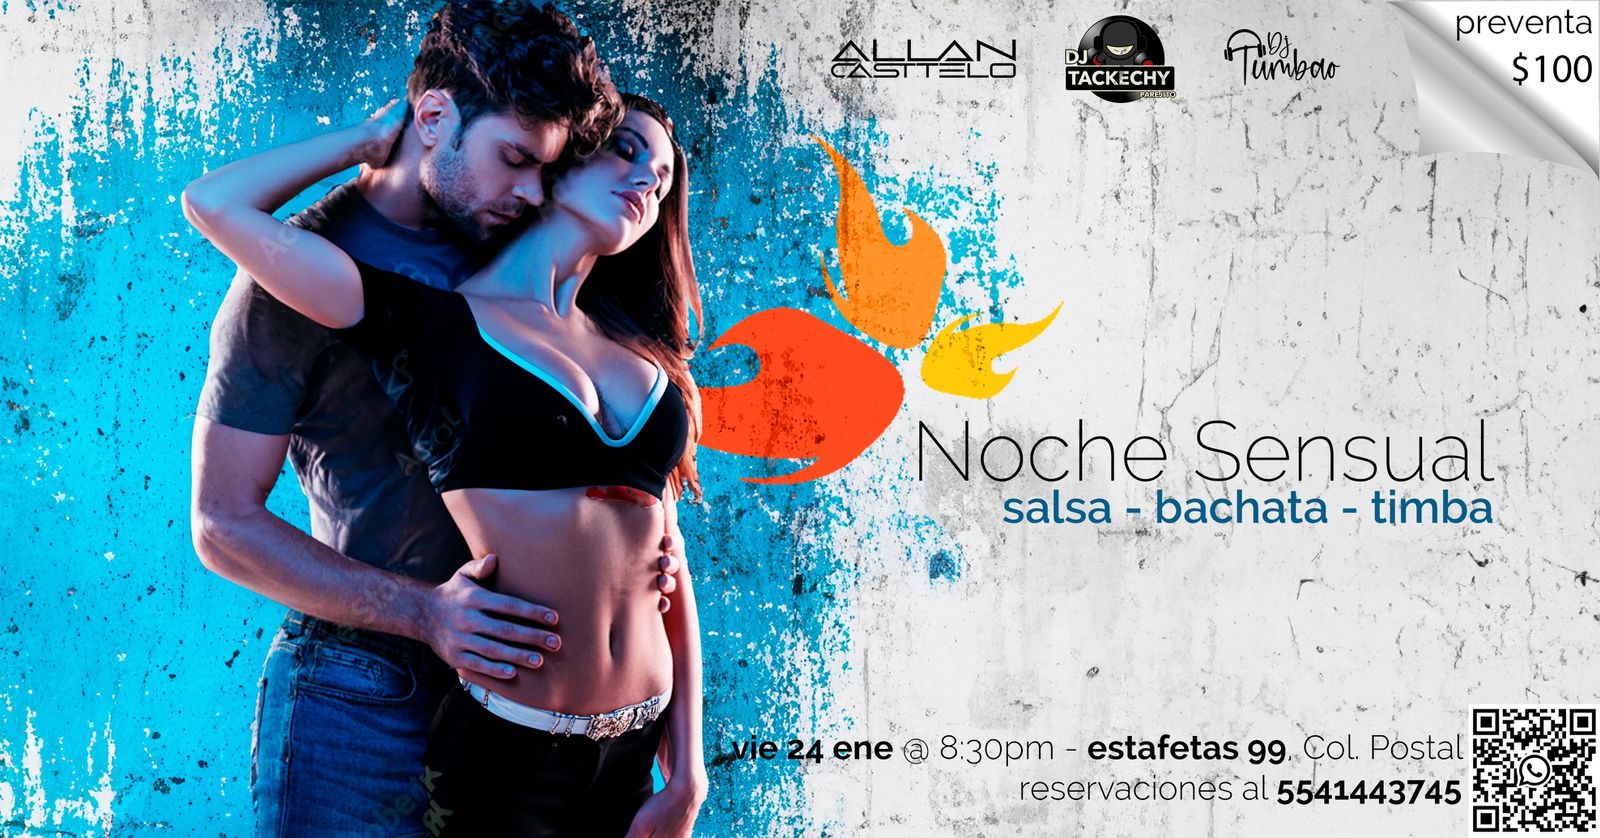 ALLAN
CASTTELO
DJ
TACKECHY
PAREJITO
Dj
Tumbao
preventa
$100
Noche Sensual
salsa - bachata - timba
vie 24 ene @ 8:30pm - estafetas 99, Col. Postal
reservaciones al 5541443745